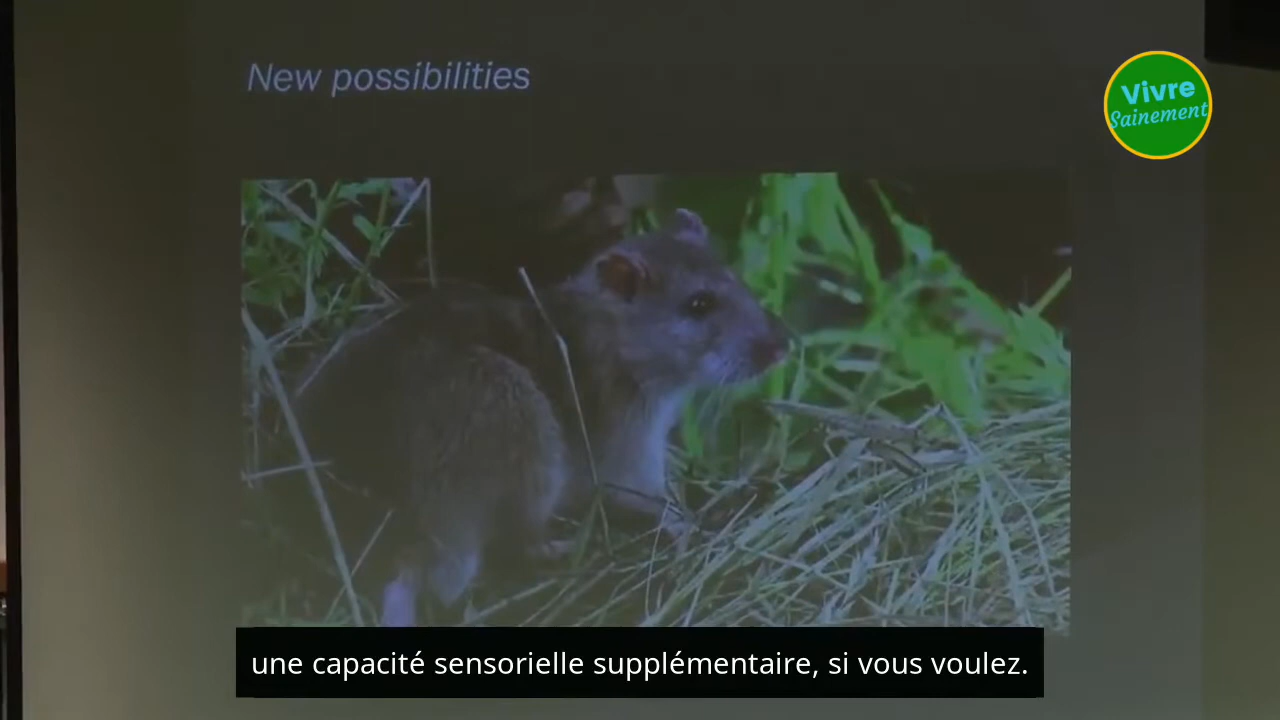 New possibilities
Vivre
Sainement
une capacité sensorielle supplémentaire, si vous voulez.